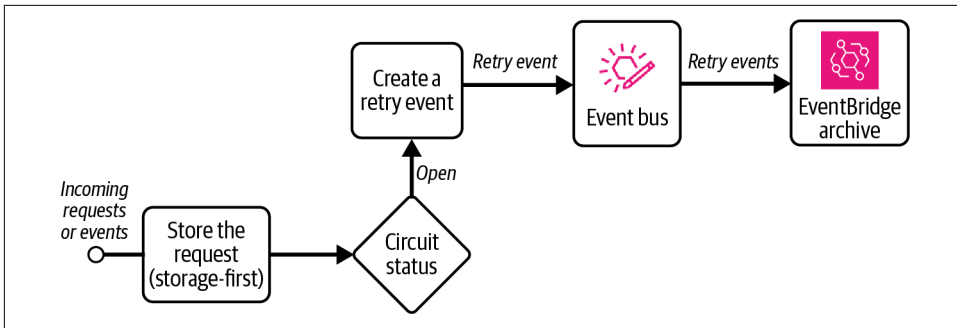 Incoming
requests
or events
Store the
request
(storage-first)
Circuit
status
Open
Create a
retry event
Retry event
Event bus
Retry events
EventBridge
archive